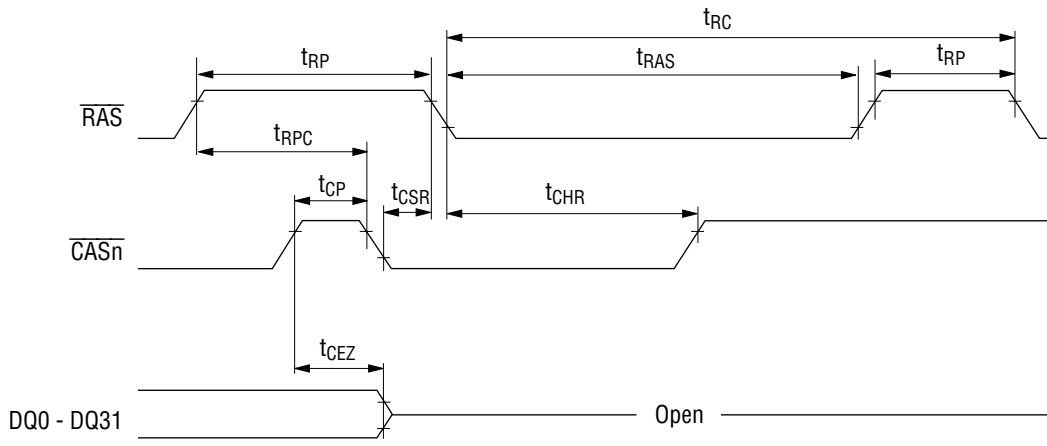 tRC
tRP
tRAS
tRP
RAS
tRPC
tCP
tCSR
tCHR
CASn
tCEZ
DQ0 - DQ31
Open